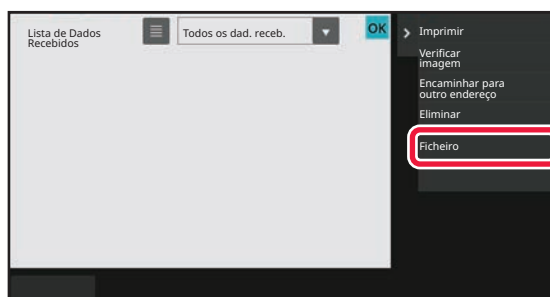 Lista de Dados
Recebidos
Todos os dad. receb.
OK
Imprimir
Verificar
imagem
Encaminhar para
outro endereço
Eliminar
Ficheiro